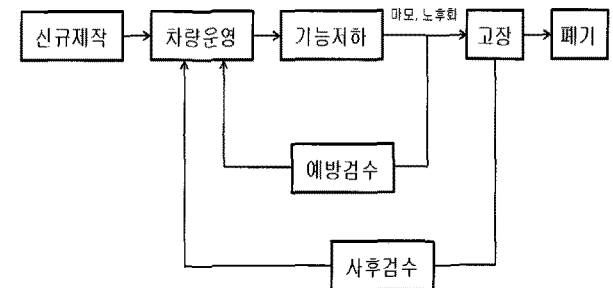 신규제작
차량운영
기능저하
마모, 노후화
고장
폐기
예방검수
사후검수